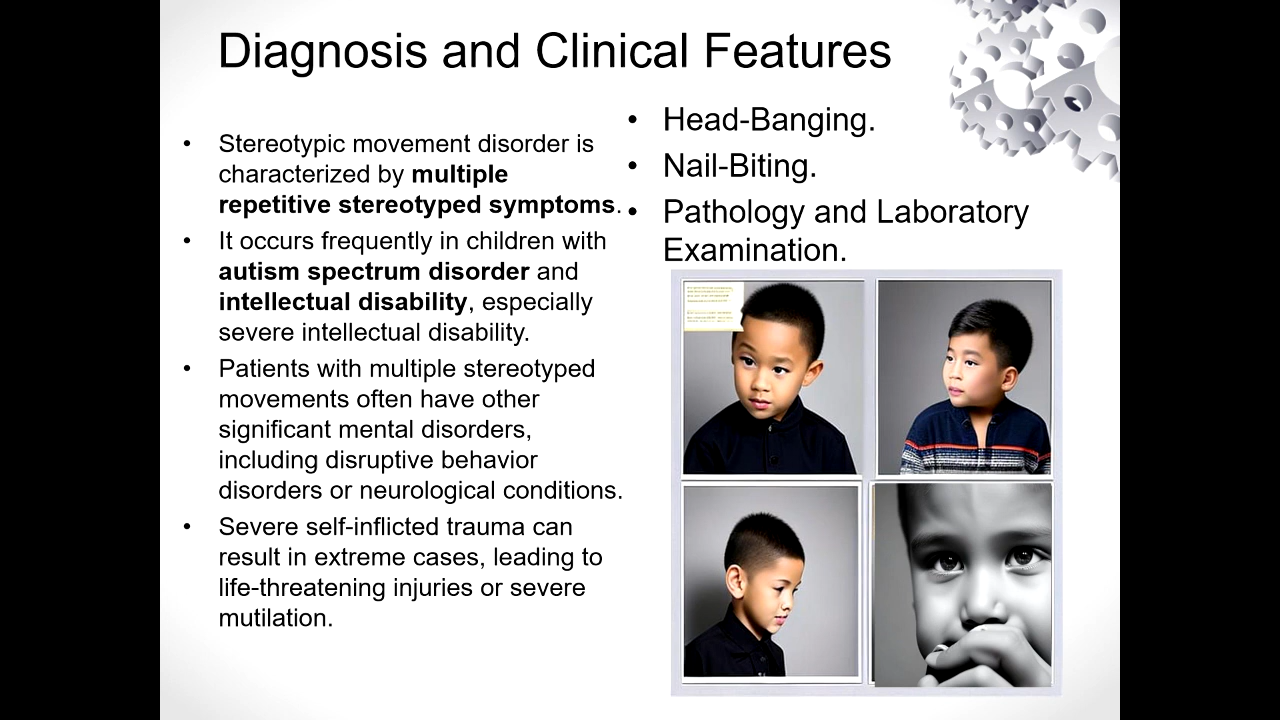 Diagnosis and Clinical Features
• Stereotypic movement disorder is
characterized by multiple
repetitive stereotyped symptoms.
• It occurs frequently in children with
autism spectrum disorder and
intellectual disability, especially
severe intellectual disability.
• Patients with multiple stereotyped
movements often have other
significant mental disorders,
including disruptive behavior
disorders or neurological conditions.
• Severe self-inflicted trauma can
result in extreme cases, leading to
life-threatening injuries or severe
mutilation.
• Head-Banging.
• Nail-Biting.
• Pathology and Laboratory
Examination.